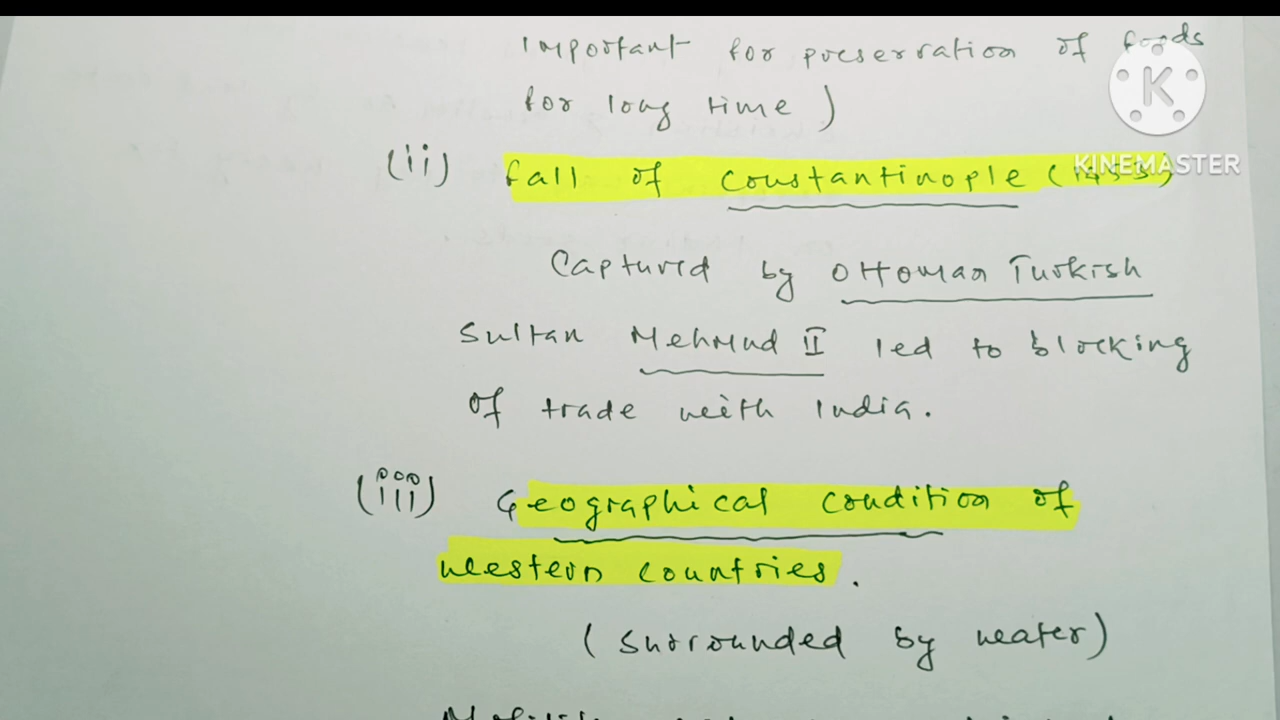 Important for preservation of foods
for long time )
(ii) Fall of Constantinople (1453)
Captured by Ottoman Turkish
Sultan Mehmud II led to blocking
of trade with India.
(iii) Geographical condition of
Western countries.
( Surrounded by water)
K
KINEMASTER